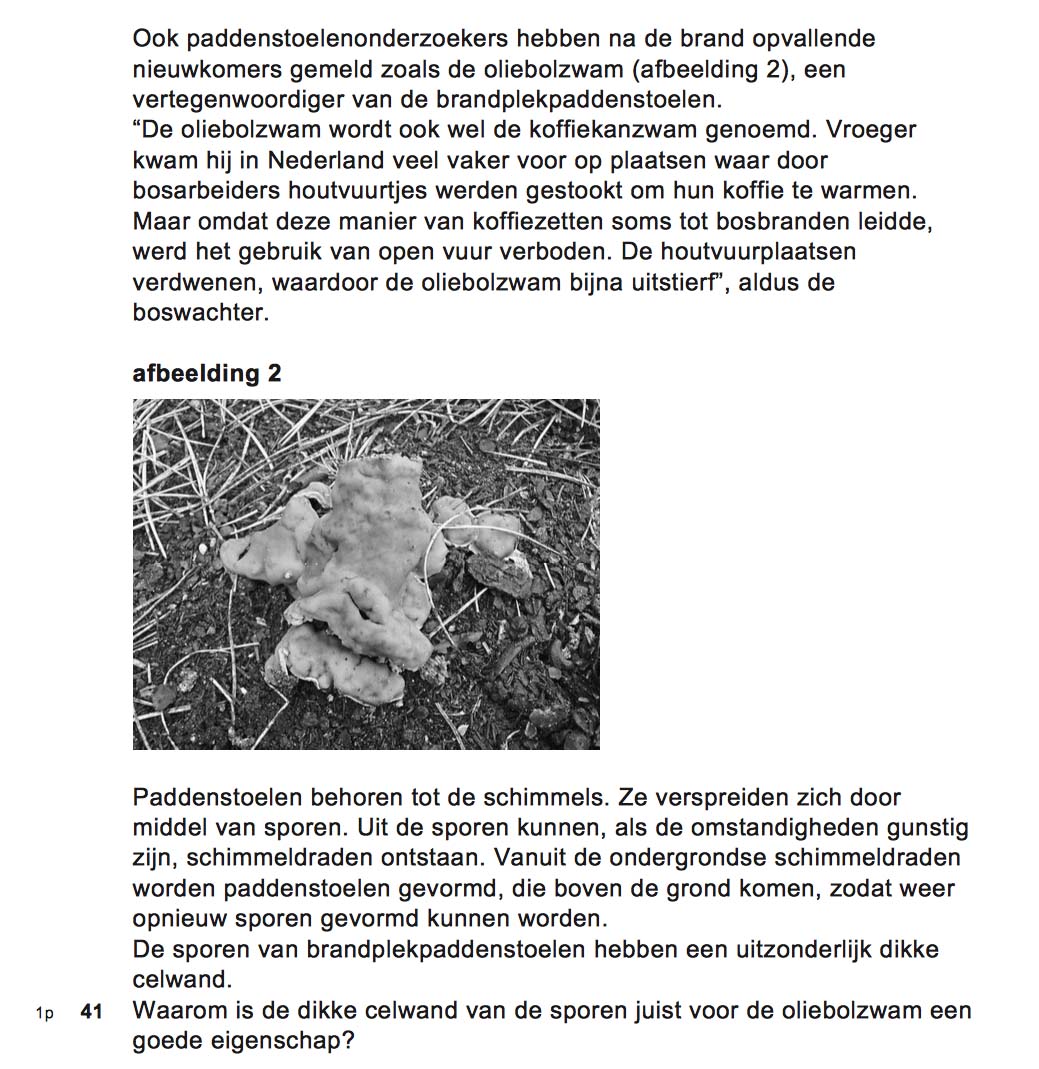 Ook paddenstoelenonderzoekers hebben na de brand opvallende
nieuwkomers gemeld zoals de oliebolzwam (afbeelding 2), een
vertegenwoordiger van de brandplekpaddenstoelen.
“De oliebolzwam wordt ook wel de koffiekanzwam genoemd. Vroeger
kwam hij in Nederland veel vaker voor op plaatsen waar door
bosarbeiders houtvuurtjes werden gestookt om hun koffie te warmen.
Maar omdat deze manier van koffiezetten soms tot bosbranden leidde,
werd het gebruik van open vuur verboden. De houtvuurplaatsen
verdwenen, waardoor de oliebolzwam bijna uitstierf”, aldus de
boswachter.
afbeelding 2
Paddenstoelen behoren tot de schimmels. Ze verspreiden zich door
middel van sporen. Uit de sporen kunnen, als de omstandigheden gunstig
zijn, schimmeldraden ontstaan. Vanuit de ondergrondse schimmeldraden
worden paddenstoelen gevormd, die boven de grond komen, zodat weer
opnieuw sporen gevormd kunnen worden.
De sporen van brandplekpaddenstoelen hebben een uitzonderlijk dikke
celwand.
1p 41 Waarom is de dikke celwand van de sporen juist voor de oliebolzwam een
goede eigenschap?